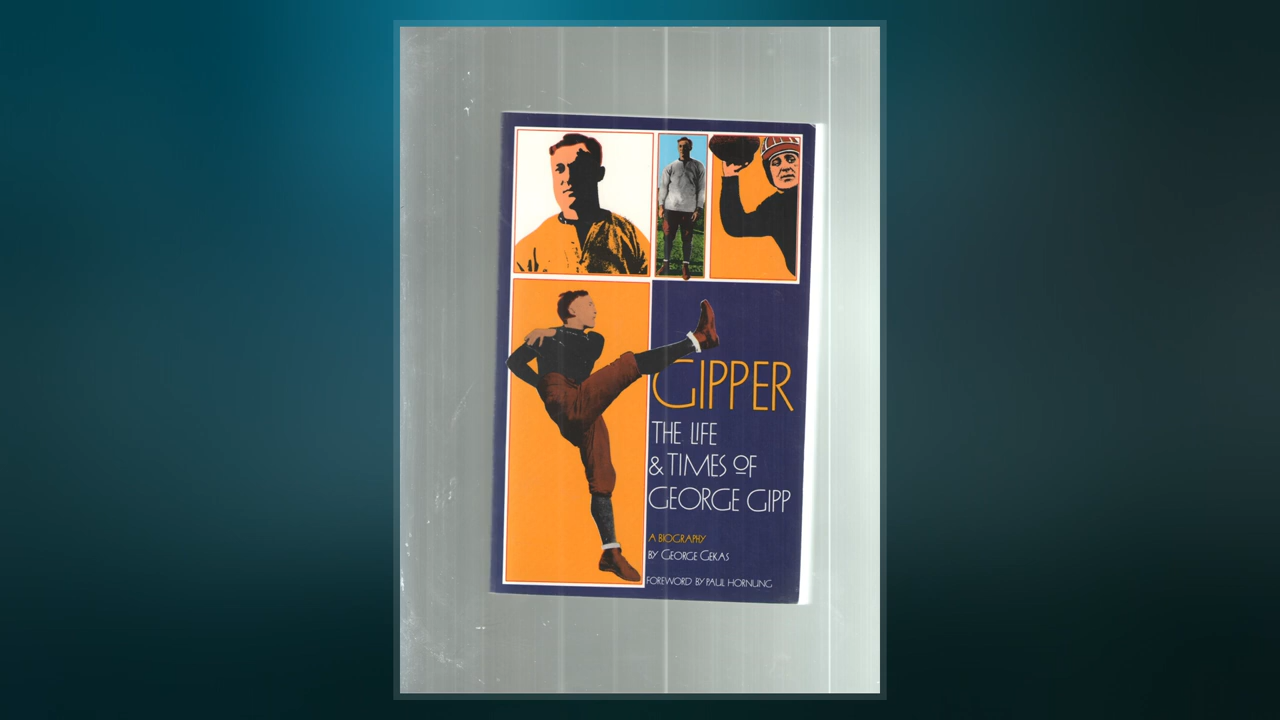 GIPPER
THE LIFE
& TIMES OF
GEORGE GIPP
A BIOGRAPHY
BY GEORGE GEKAS
FOREWORD BY PAUL HORNUNG